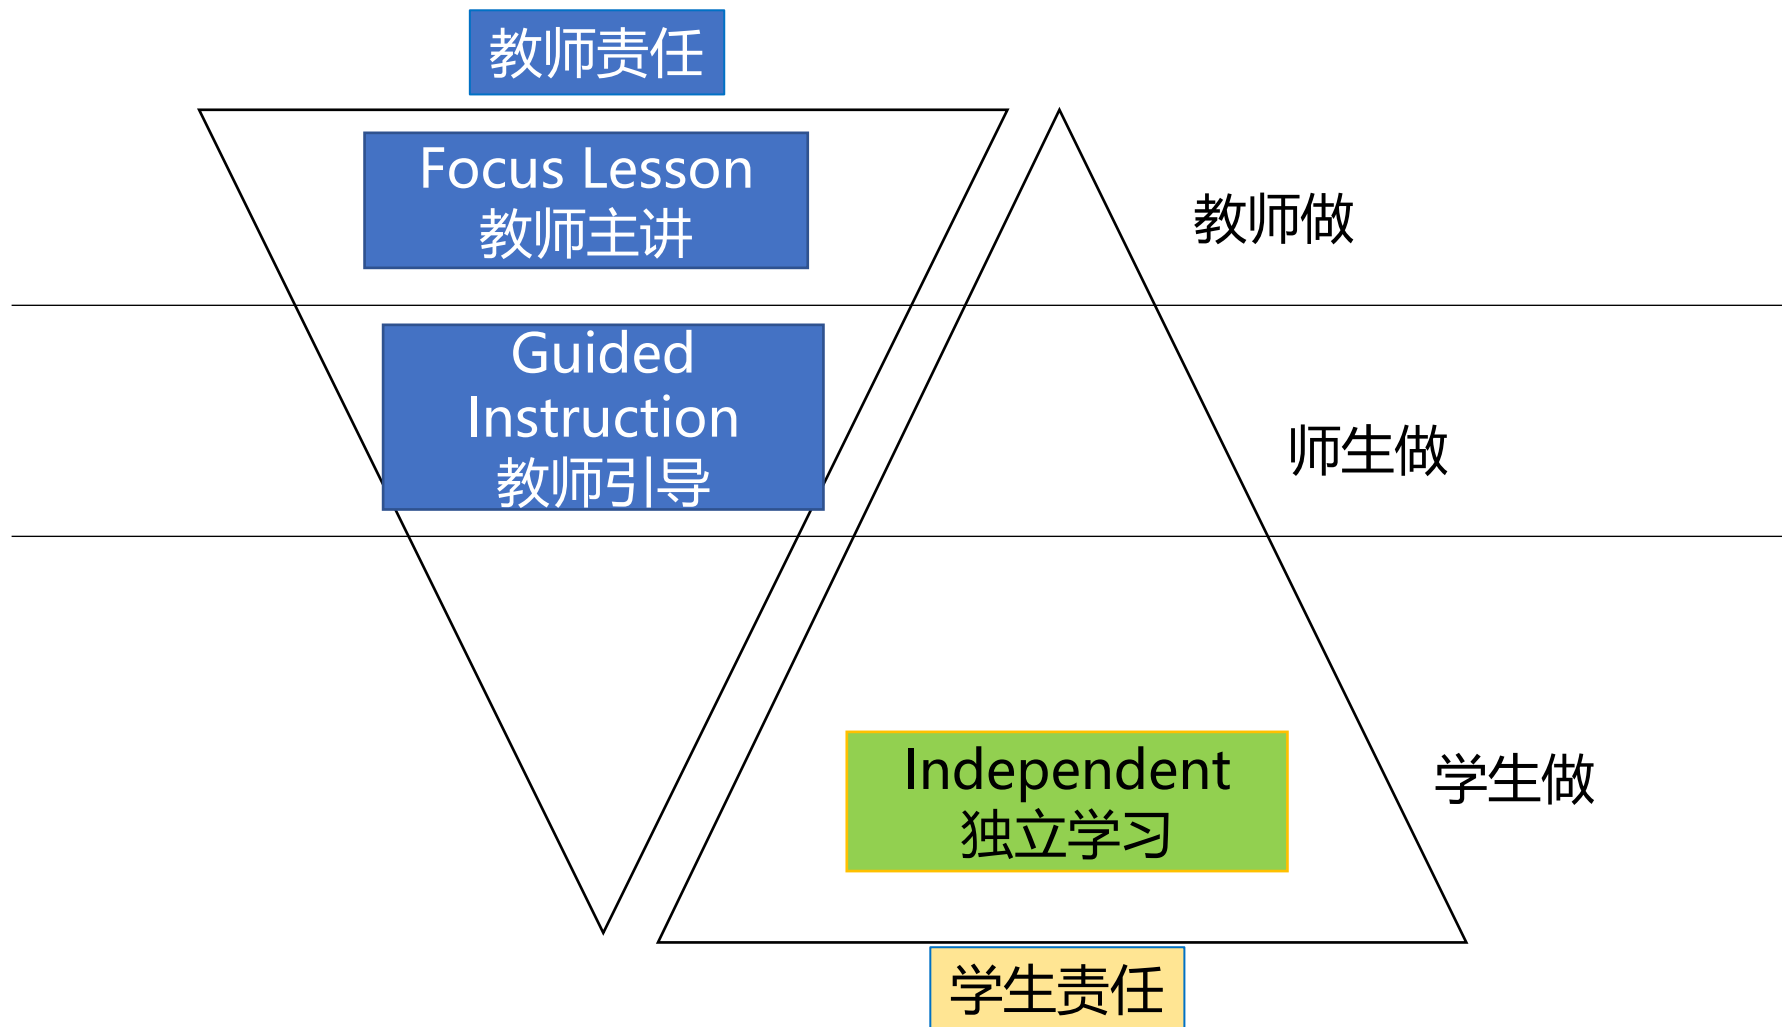 教师责任
Focus Lesson
教师主讲
教师做
Guided
Instruction
教师引导
师生做
Independent
独立学习
学生做
学生责任